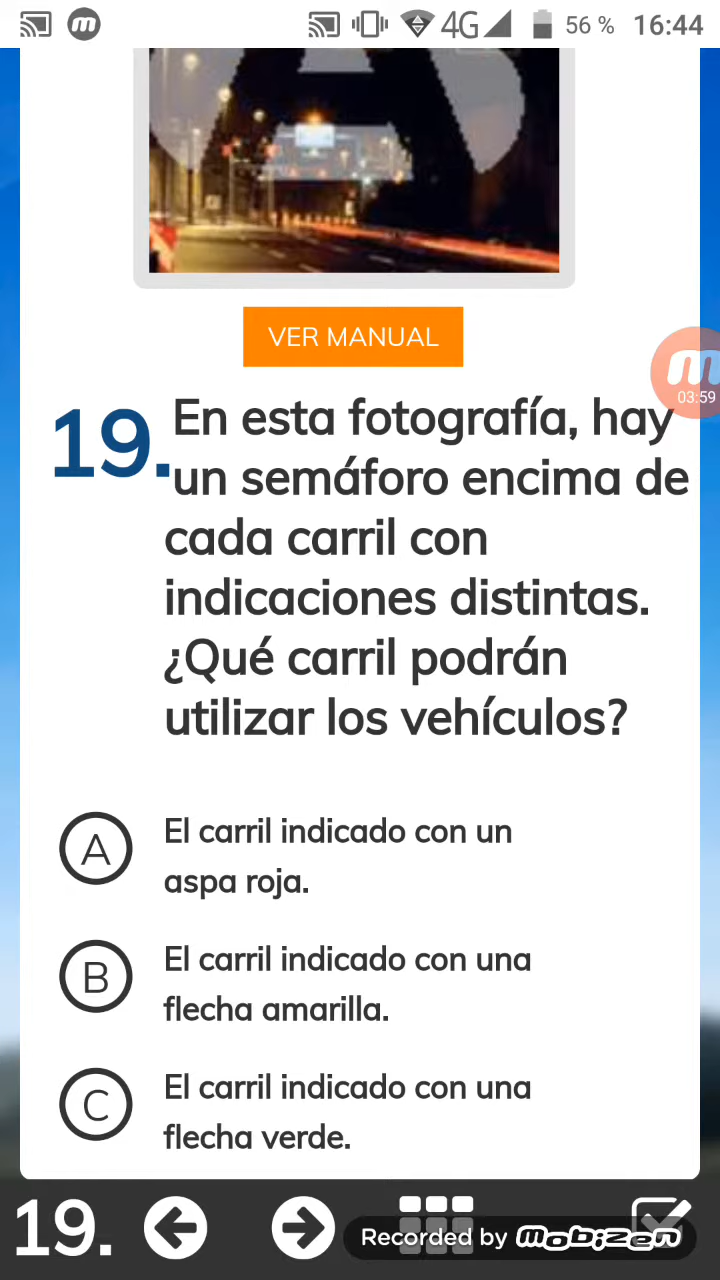 4G 56 % 16:44
VER MANUAL
03:59
19. En esta fotografía, hay
un semáforo encima de
cada carril con
indicaciones distintas.
¿Qué carril podrán
utilizar los vehículos?
A El carril indicado con un
aspa roja.
B El carril indicado con una
flecha amarilla.
C El carril indicado con una
flecha verde.
19. Recorded by mobizen